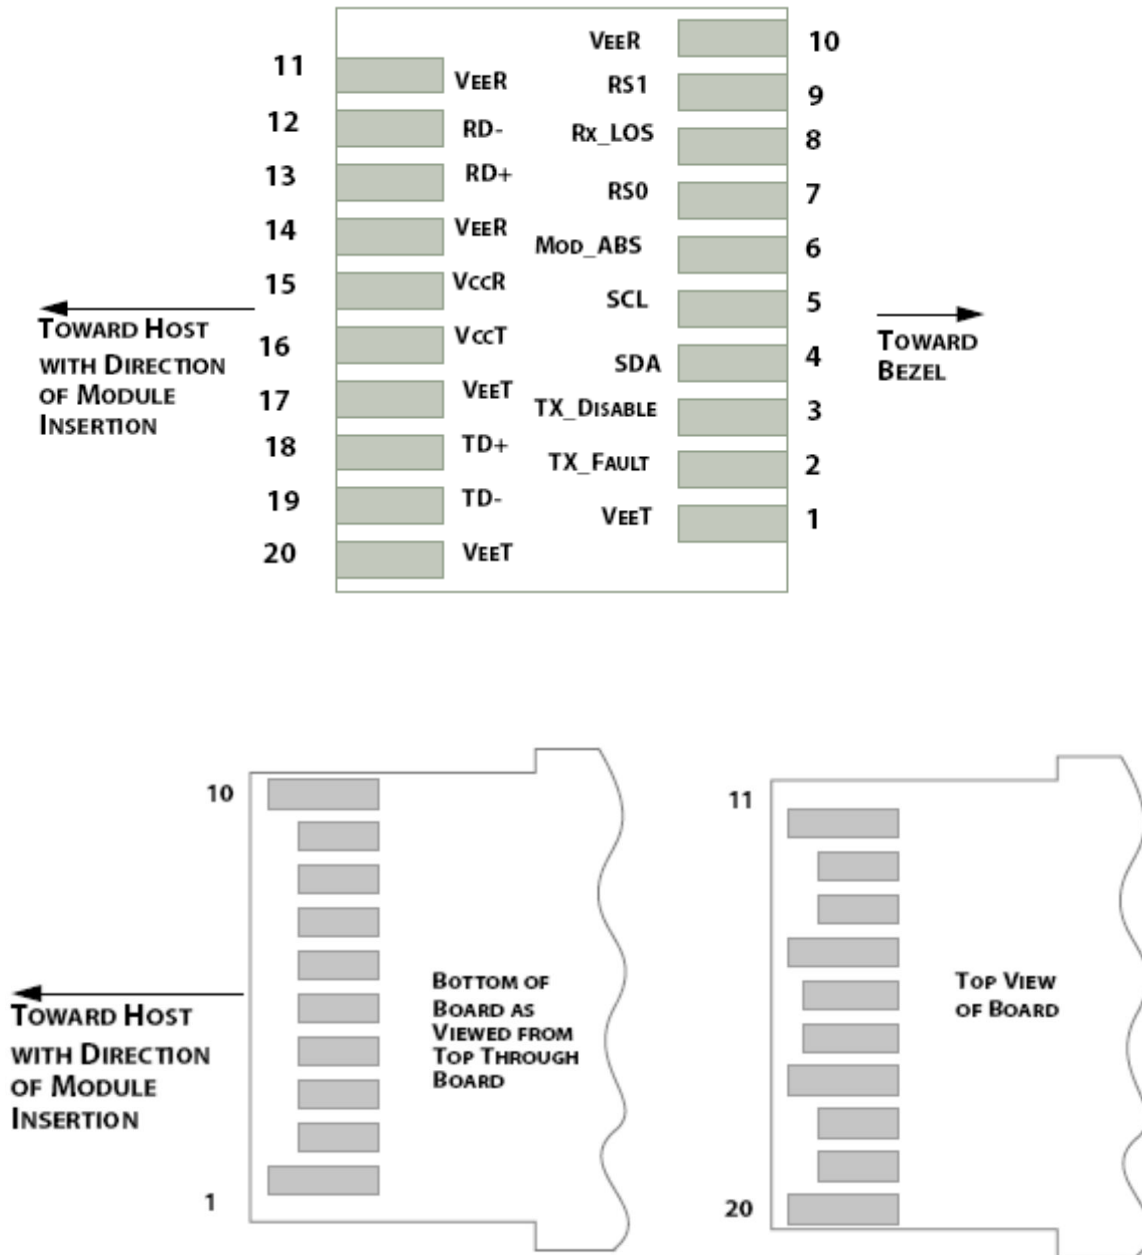 VEER 10
11 VEER RS1 9
12 RD- RX_LOS 8
13 RD+ RS0 7
14 VEER MOD_ABS 6
15 VCCR SCL 5
16 VCCT SDA 4
17 VEET TX_DISABLE 3
18 TD+ TX_FAULT 2
19 TD- VEET 1
20 VEET
TOWARD HOST
WITH DIRECTION
OF MODULE
INSERTION
TOWARD
BEZEL
10
1
BOTTOM OF
BOARD AS
VIEWED FROM
TOP THROUGH
BOARD
TOWARD HOST
WITH DIRECTION
OF MODULE
INSERTION
11
20
TOP VIEW
OF BOARD